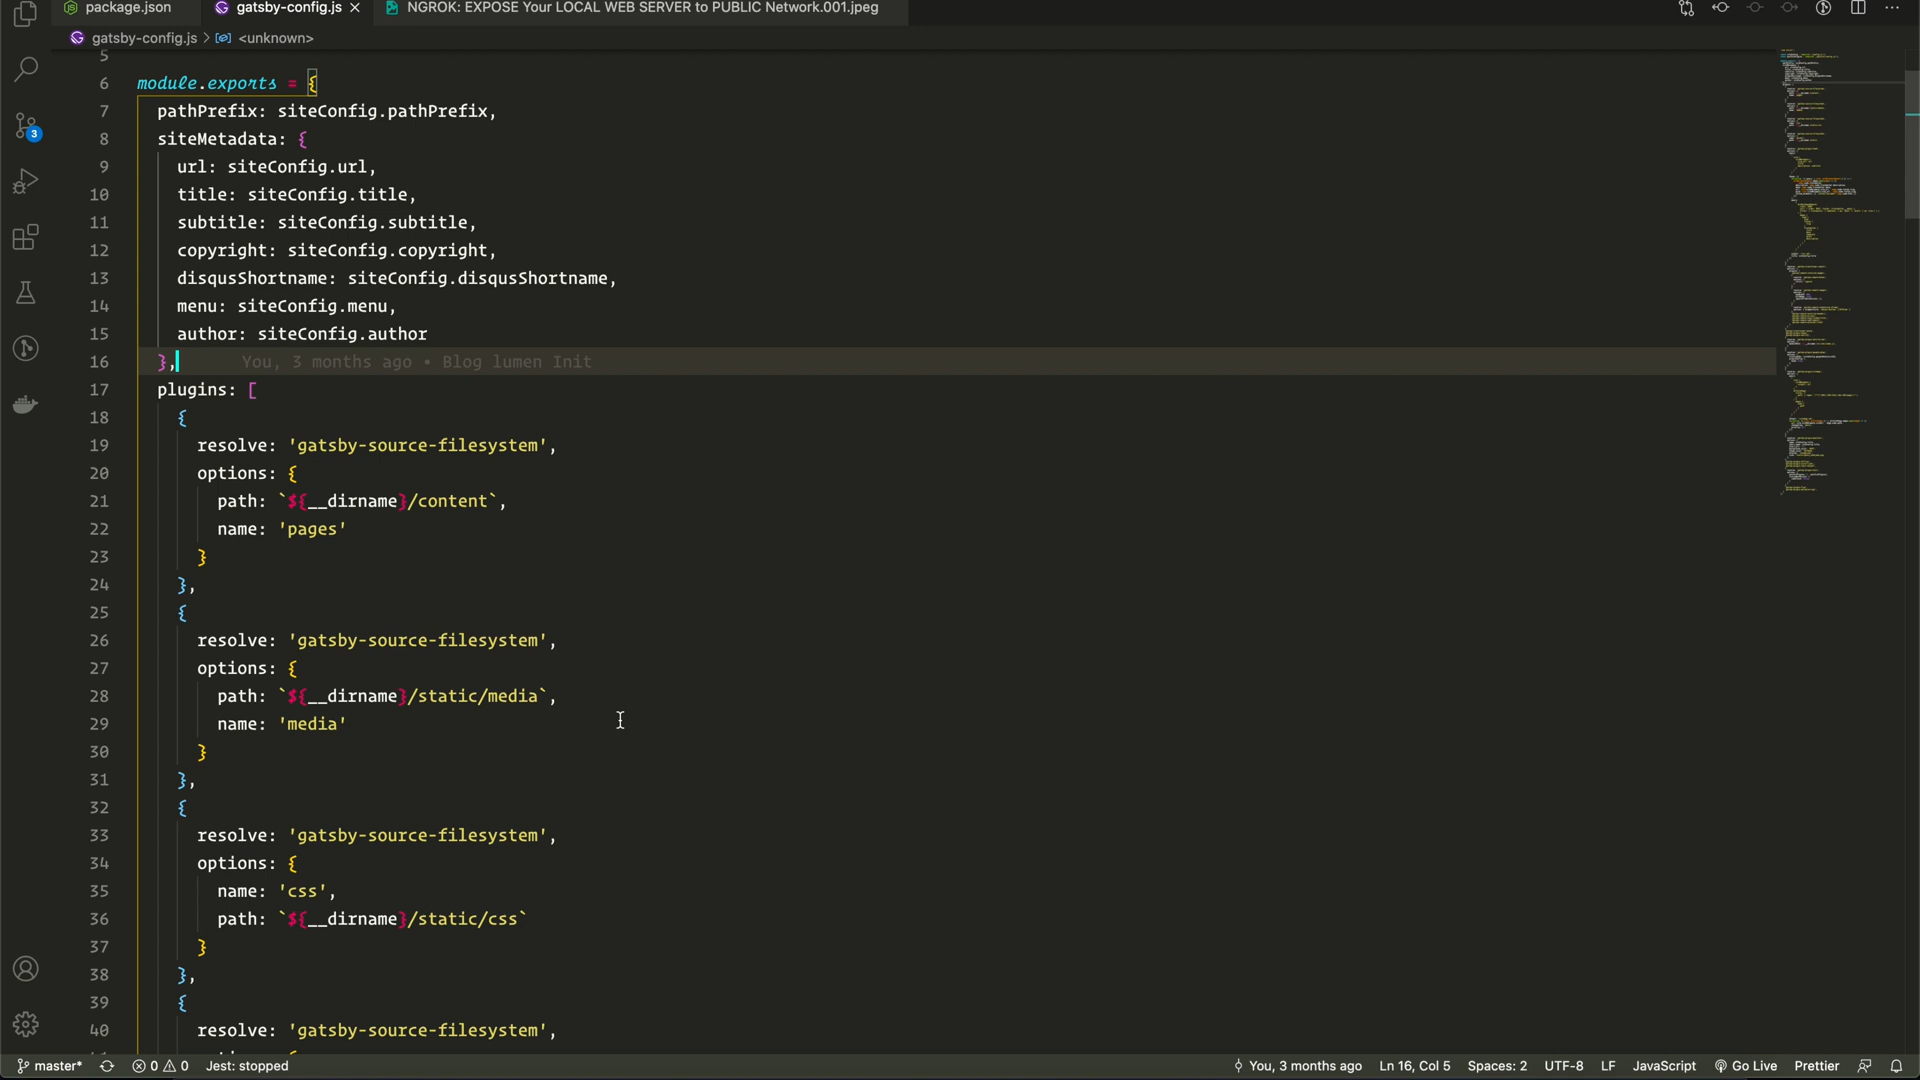 package.json
gatsby-config.js
NGROK: EXPOSE Your LOCAL WEB SERVER to PUBLIC Network.001.jpeg
gatsby-config.js > <unknown>
5
6 module.exports = {
7 pathPrefix: siteConfig.pathPrefix,
8 siteMetadata: {
9 url: siteConfig.url,
10 title: siteConfig.title,
11 subtitle: siteConfig.subtitle,
12 copyright: siteConfig.copyright,
13 disqusShortname: siteConfig.disqusShortname,
14 menu: siteConfig.menu,
15 author: siteConfig.author
16 }, You, 3 months ago • Blog lumen Init
17 plugins: [
18 {
19 resolve: 'gatsby-source-filesystem',
20 options: {
21 path: `${__dirname}/content`,
22 name: 'pages'
23 }
24 },
25 {
26 resolve: 'gatsby-source-filesystem',
27 options: {
28 path: `${__dirname}/static/media`,
29 name: 'media'
30 }
31 },
32 {
33 resolve: 'gatsby-source-filesystem',
34 options: {
35 name: 'css',
36 path: `${__dirname}/static/css`
37 }
38 },
39 {
40 resolve: 'gatsby-source-filesystem',
3
master* 0 0 Jest: stopped You, 3 months ago Ln 16, Col 5 Spaces: 2 UTF-8 LF JavaScript Go Live Prettier